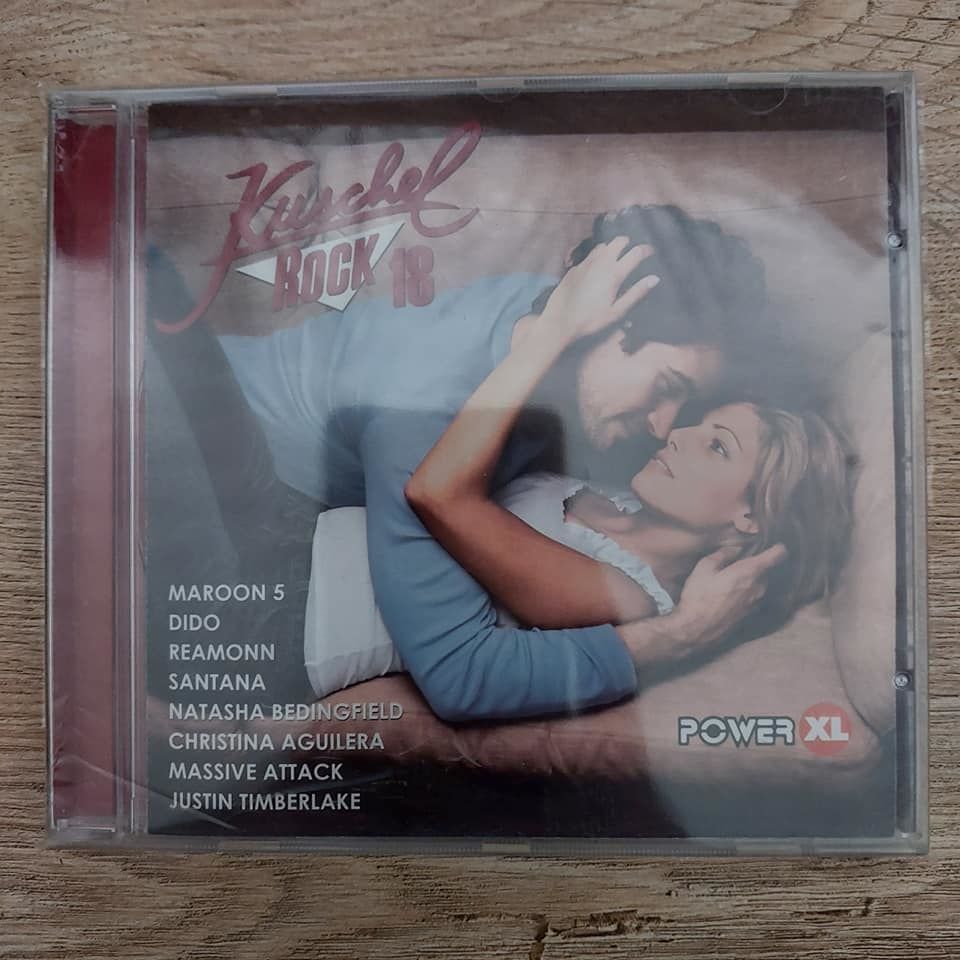 Kuschel
ROCK 18
MAROON 5
DIDO
REAMONN
SANTANA
NATASHA BEDINGFIELD
CHRISTINA AGUILERA
MASSIVE ATTACK
JUSTIN TIMBERLAKE
POWER XL